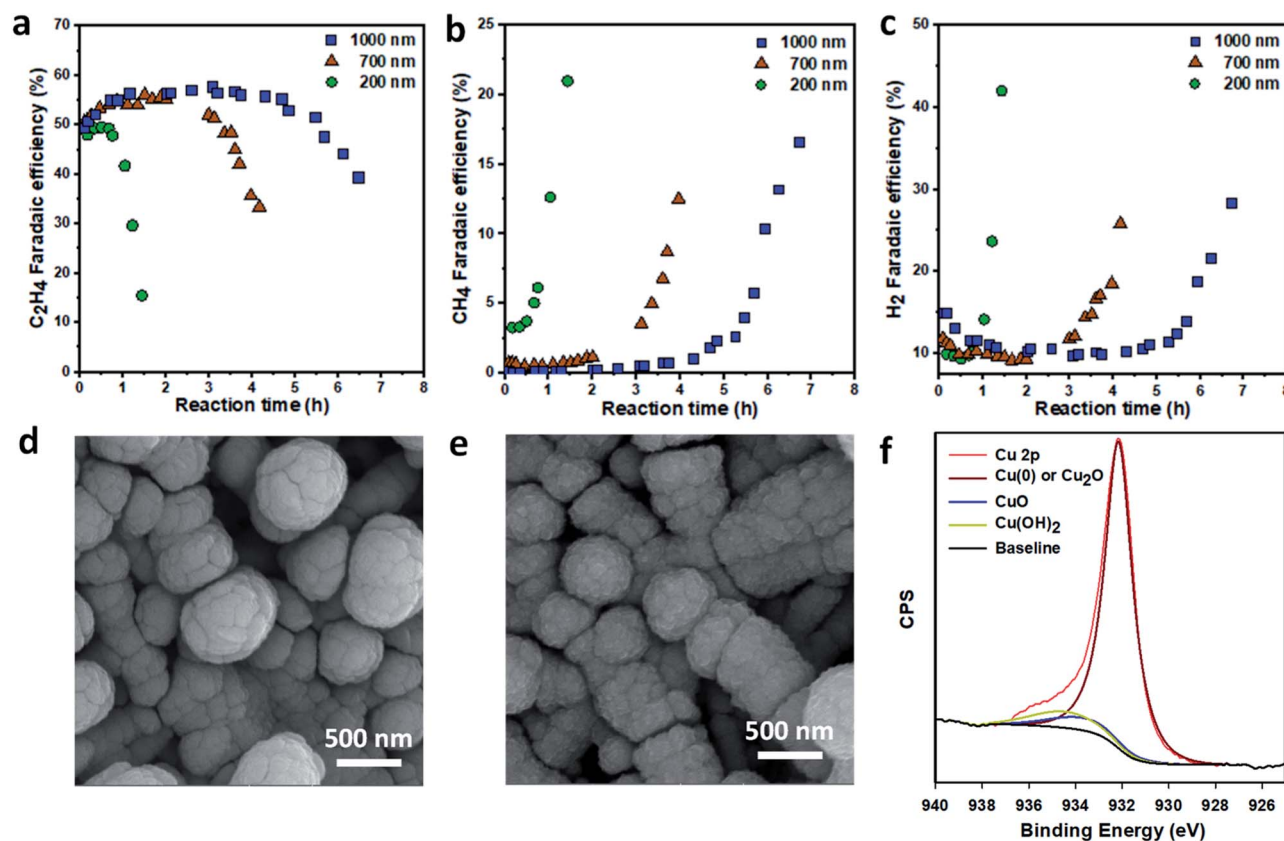 a
70
60
50
40
30
20
10
0
0 1 2 3 4 5 6 7 8
C2H4 Faradaic efficiency (%)
Reaction time (h)
1000 nm
700 nm
200 nm
b
25
20
15
10
5
0
0 1 2 3 4 5 6 7 8
CH4 Faradaic efficiency (%)
Reaction time (h)
1000 nm
700 nm
200 nm
c
50
40
30
20
10
0 1 2 3 4 5 6 7 8
H2 Faradaic efficiency (%)
Reaction time (h)
1000 nm
700 nm
200 nm
d
500 nm
e
500 nm
f
Cu 2p
Cu(0) or Cu2O
CuO
Cu(OH)2
Baseline
CPS
940 938 936 934 932 930 928 926
Binding Energy (eV)